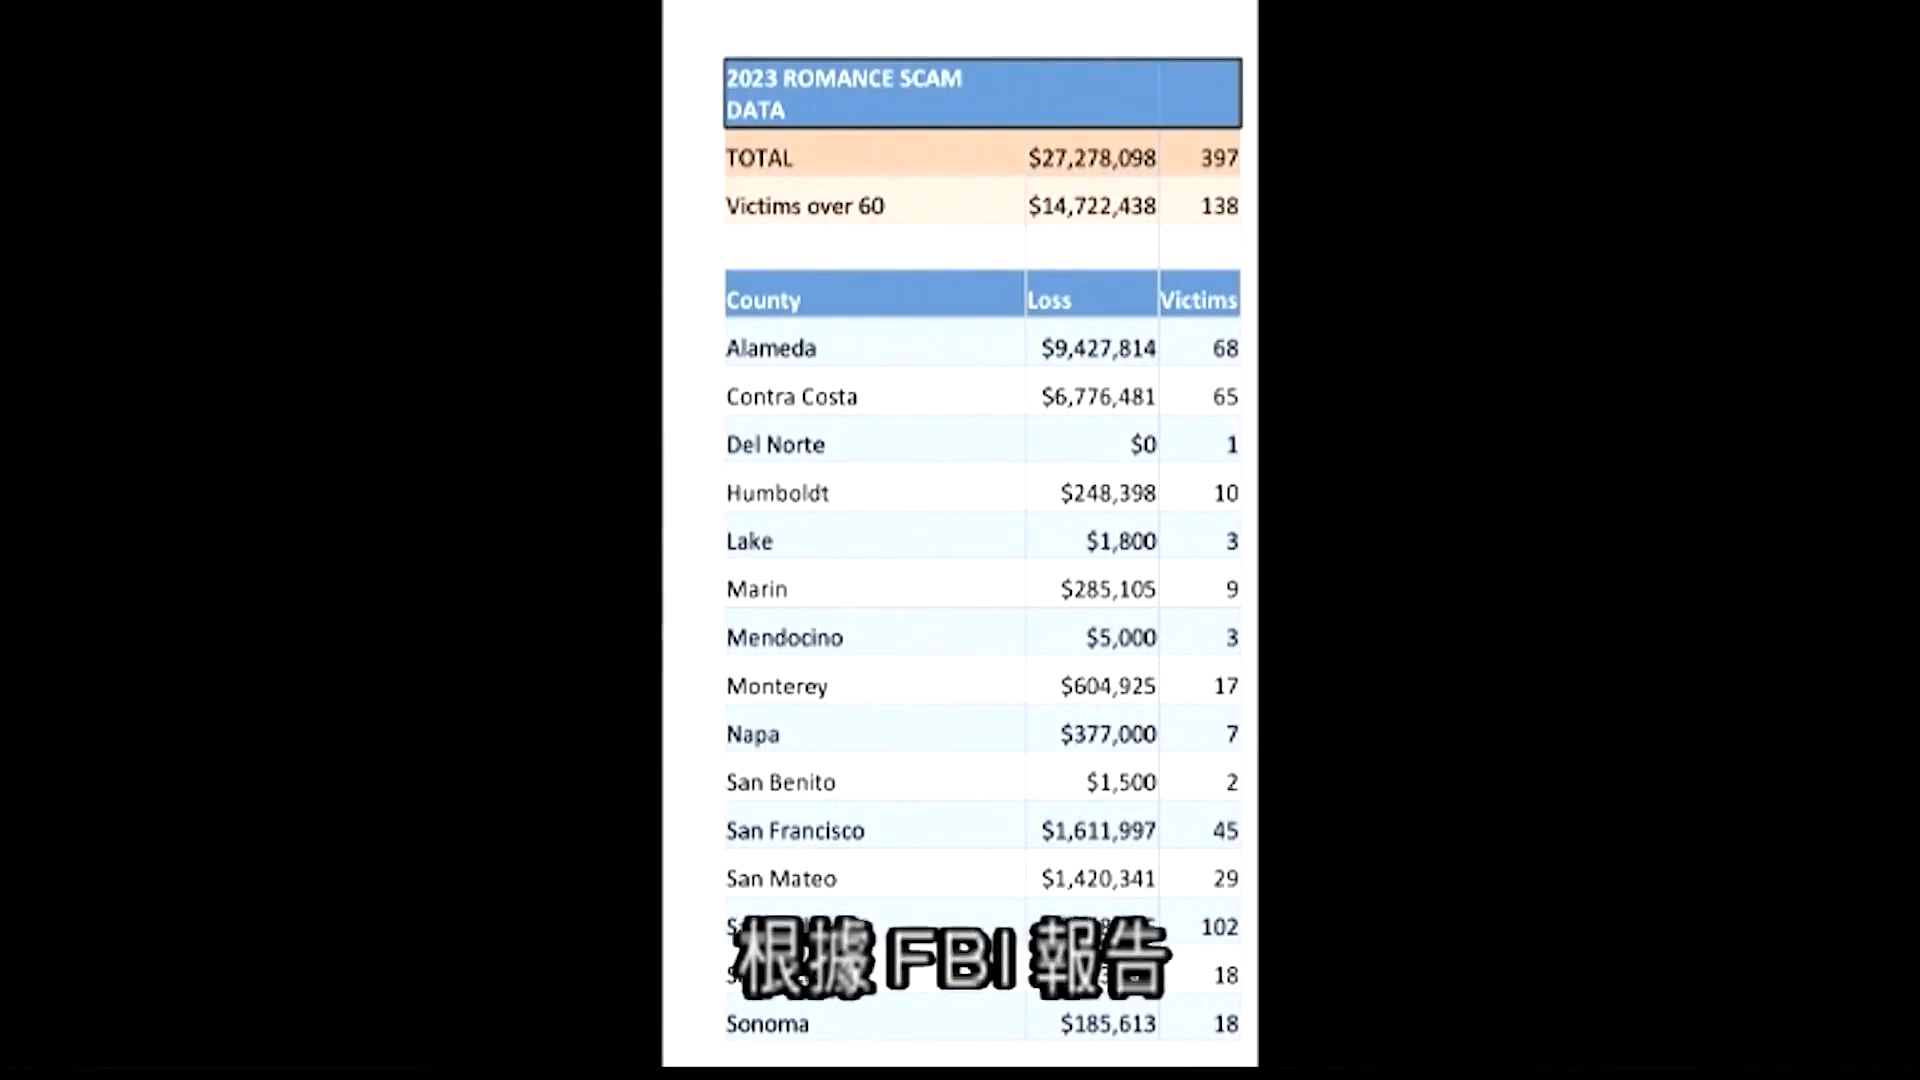 2023 ROMANCE SCAM
DATA
TOTAL $27,278,098 397
Victims over 60 $14,722,438 138
County Loss Victims
Alameda $9,427,814 68
Contra Costa $6,776,481 65
Del Norte $0 1
Humboldt $248,398 10
Lake $1,800 3
Marin $285,105 9
Mendocino $5,000 3
Monterey $604,925 17
Napa $377,000 7
San Benito $1,500 2
San Francisco $1,611,997 45
San Mateo $1,420,341 29
102
18
根據 FBI 報告
Sonoma $185,613 18